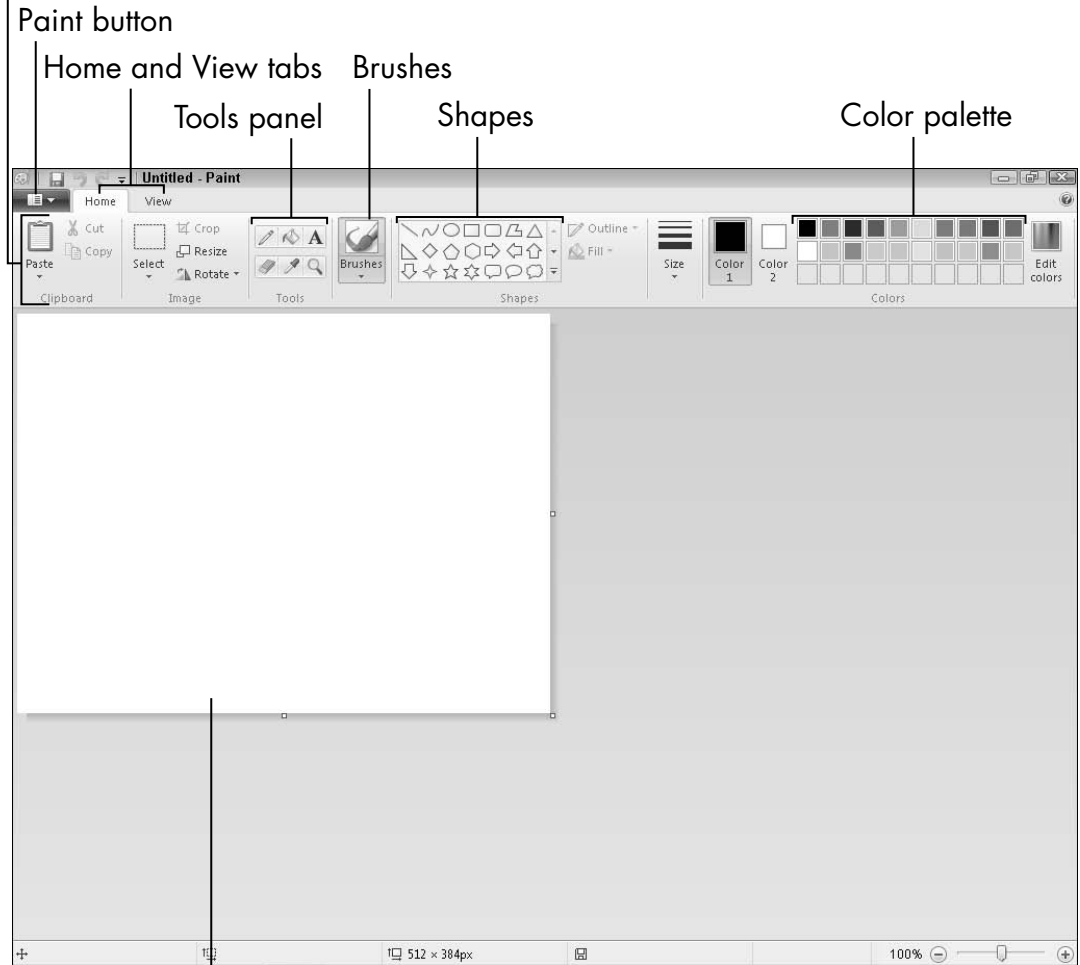 Paint button
Home and View tabs Brushes
Tools panel Shapes Color palette
Untitled - Paint
Home View
Cut Crop A Outline
Copy Resize Fill
Paste Select Rotate Brushes Size Color 1 Color 2 Edit colors
Clipboard Image Tools Shapes Colors
512 × 384px 100%